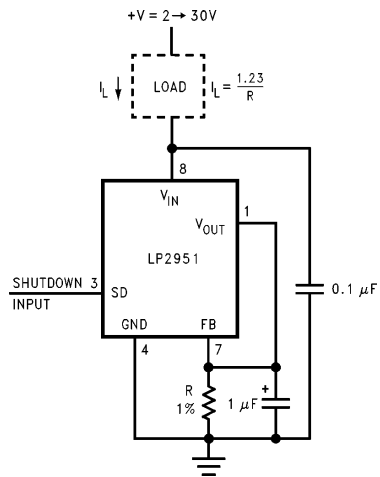 +V = 2 → 30V
I_L
LOAD
I_L = 1.23/R
8
V_IN
1
V_OUT
LP2951
SHUTDOWN 3
INPUT
SD
0.1 μF
GND
FB
4
7
R
1%
+
1 μF